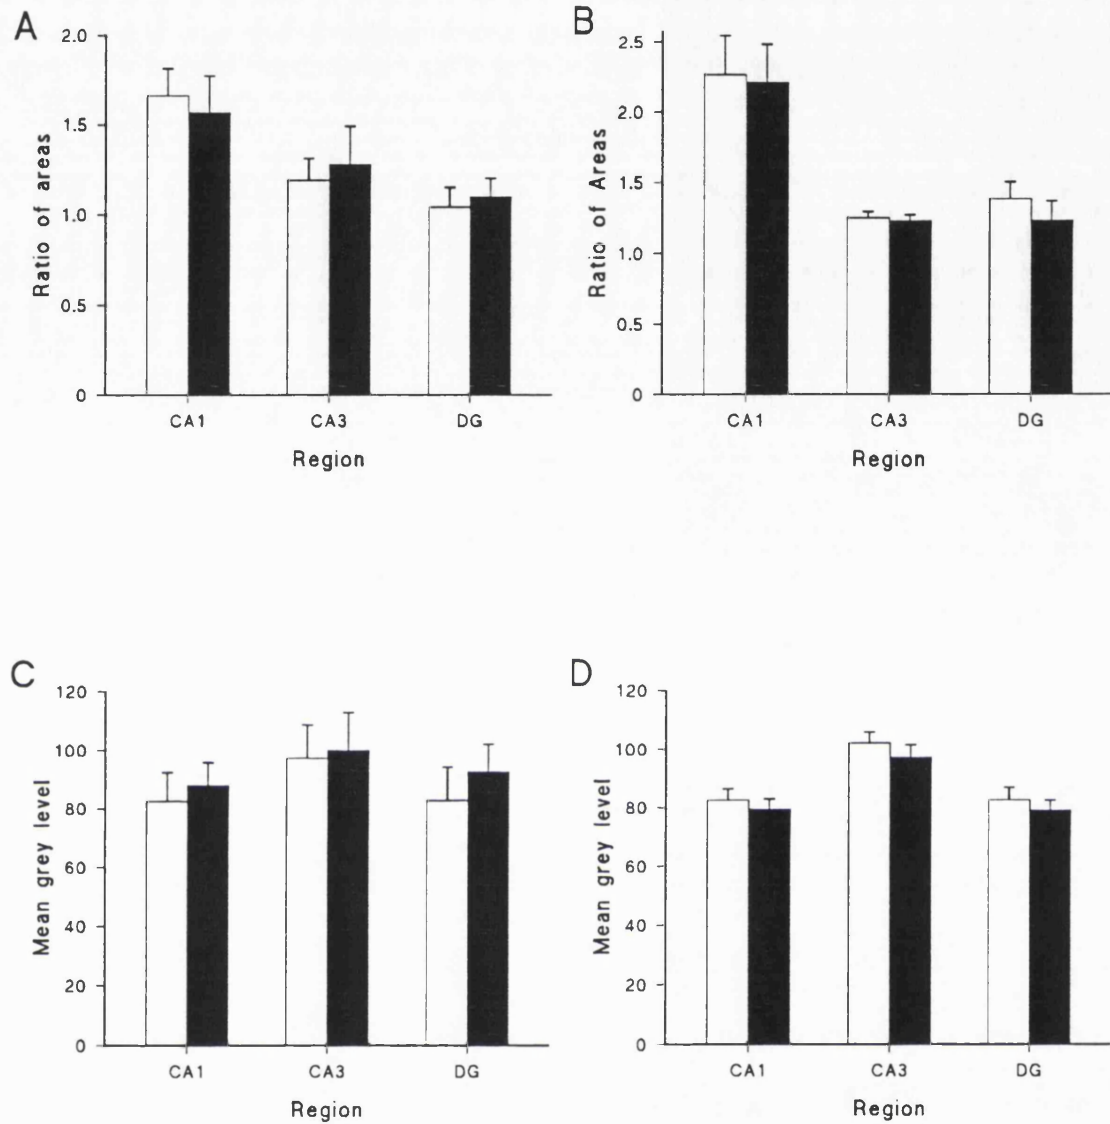 A
2.0
1.5
1.0
0.5
0
Ratio of areas
CA1 CA3 DG
Region
B
2.5
2.0
1.5
1.0
0.5
0
Ratio of Areas
CA1 CA3 DG
Region
C
120
100
80
60
40
20
0
Mean grey level
CA1 CA3 DG
Region
D
120
100
80
60
40
20
0
Mean grey level
CA1 CA3 DG
Region